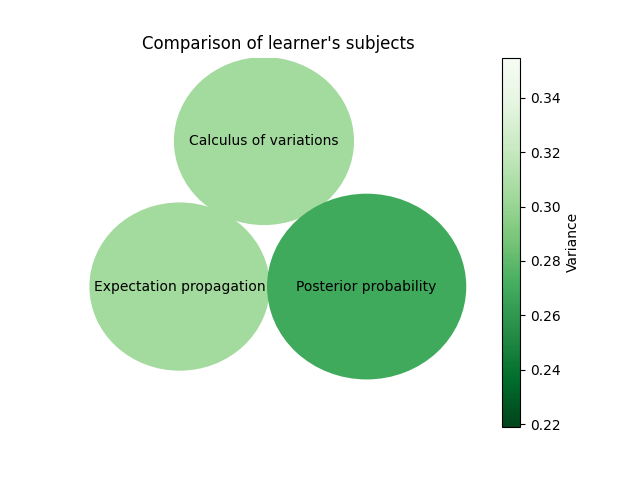 Comparison of learner's subjects
Calculus of variations
Expectation propagation
Posterior probability
0.34
0.32
0.30
0.28
0.26
0.24
0.22
Variance